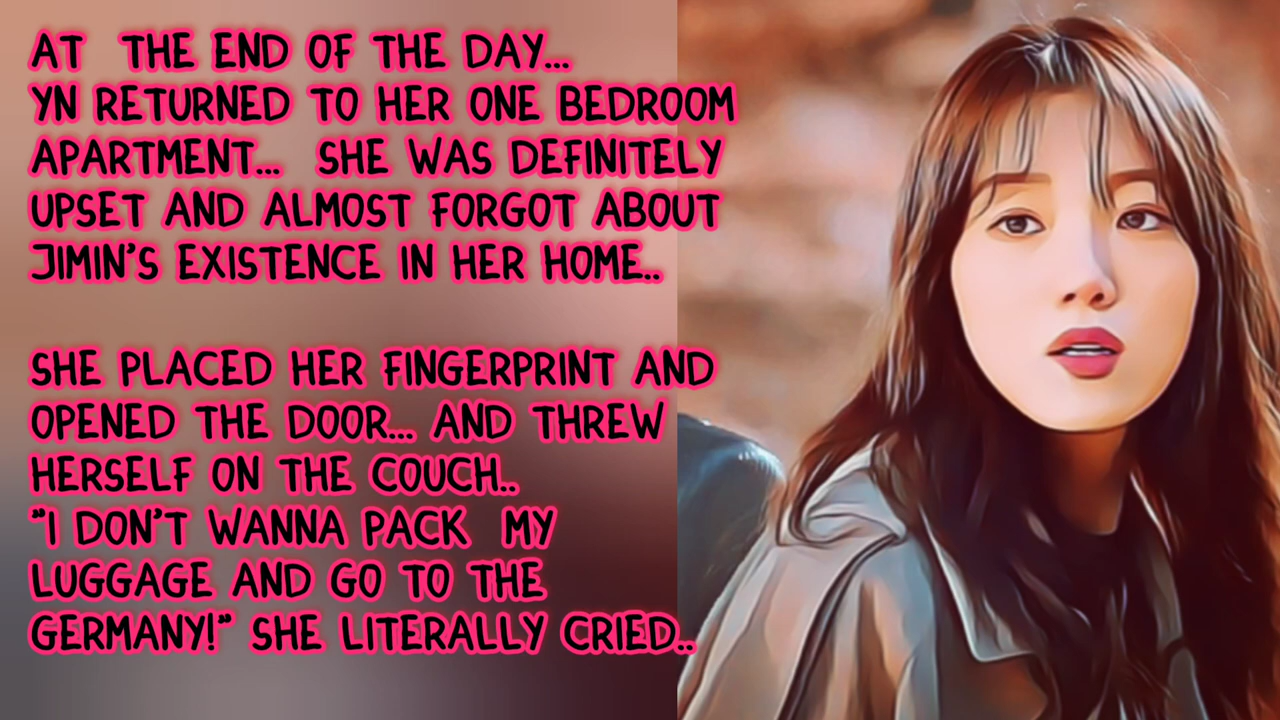 AT THE END OF THE DAY...
YN RETURNED TO HER ONE BEDROOM
APARTMENT... SHE WAS DEFINITELY
UPSET AND ALMOST FORGOT ABOUT
JIMIN'S EXISTENCE IN HER HOME..
SHE PLACED HER FINGERPRINT AND
OPENED THE DOOR... AND THREW
HERSELF ON THE COUCH..
"I DON'T WANNA PACK MY
LUGGAGE AND GO TO THE
GERMANY!" SHE LITERALLY CRIED..